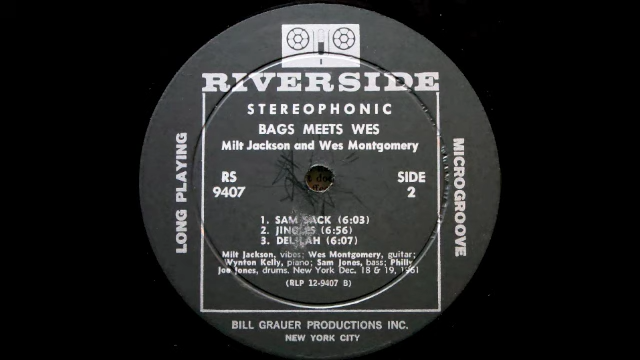 RIVERSIDE
STEREOPHONIC
BAGS MEETS WES
Milt Jackson and Wes Montgomery
LONG PLAYING
MICROGROOVE
RS
9407
SIDE
2
1. SAM SACK (6:03)
2. JINGLES (6:56)
3. DELILAH (6:07)
Milt Jackson, vibes; Wes Montgomery, guitar;
Wynton Kelly, piano; Sam Jones, bass; Philly
Joe Jones, drums. New York Dec. 18 & 19, 1961
(RLP 12-9407 B)
BILL GRAUER PRODUCTIONS INC.
NEW YORK CITY